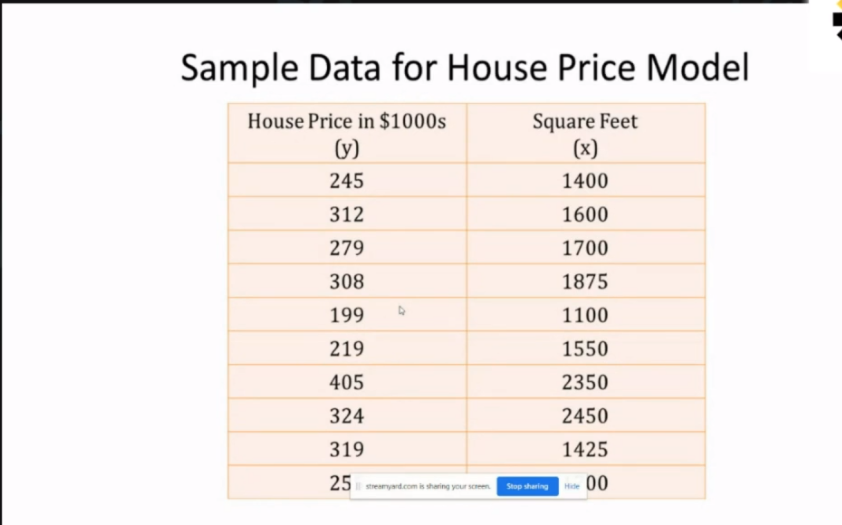 Sample Data for House Price Model
House Price in $1000s Square Feet
(y) (x)
245 1400
312 1600
279 1700
308 1875
199 1100
219 1550
405 2350
324 2450
319 1425
25 streamyard.com is sharing your screen. Stop sharing Hide 00